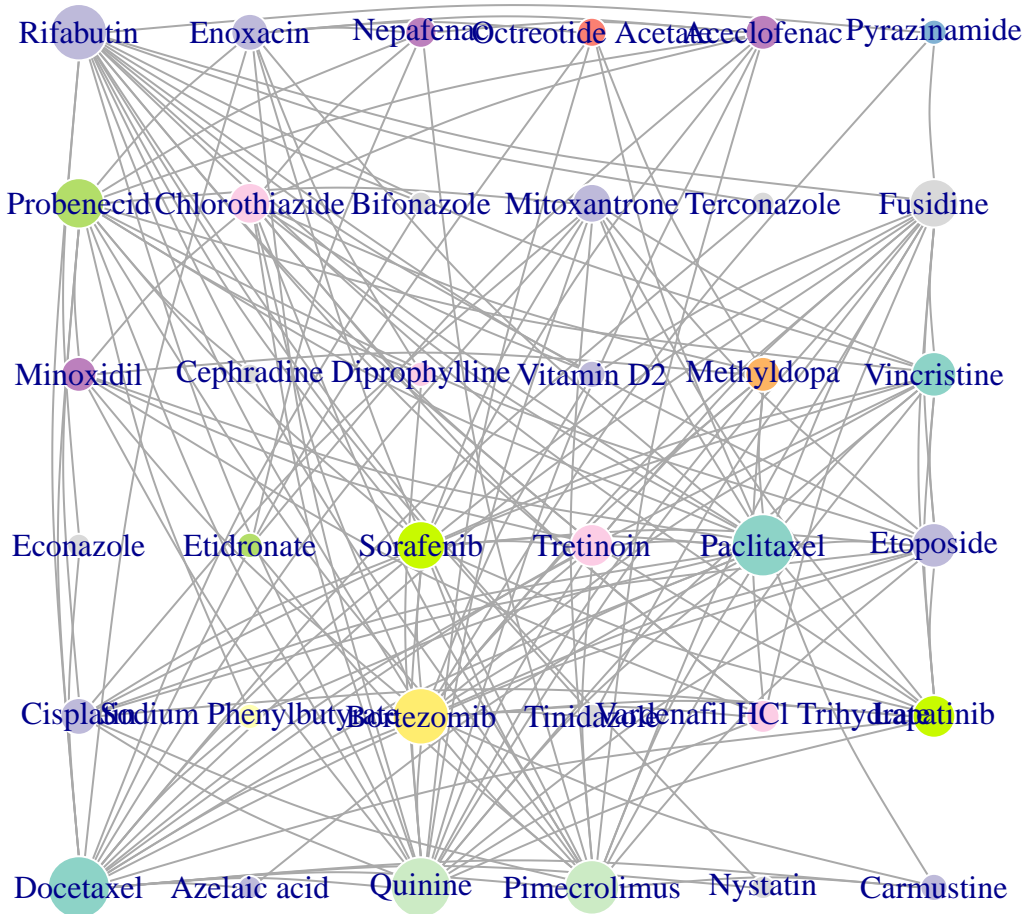 Rifabutin Enoxacin Nepafenac Octreotide Acetate Aceclofenac Pyrazinamide
Probenecid Chlorothiazide Bifonazole Mitoxantrone Terconazole Fusidine
Minoxidil Cephradine Diprophylline Vitamin D2 Methyldopa Vincristine
Econazole Etidronate Sorafenib Tretinoin Paclitaxel Etoposide
Cisplatin Sodium Phenylbutyrate Bortezomib Tinidazole Vardenafil HCl Trihydrate Lapatinib
Docetaxel Azelaic acid Quinine Pimecrolimus Nystatin Carmustine